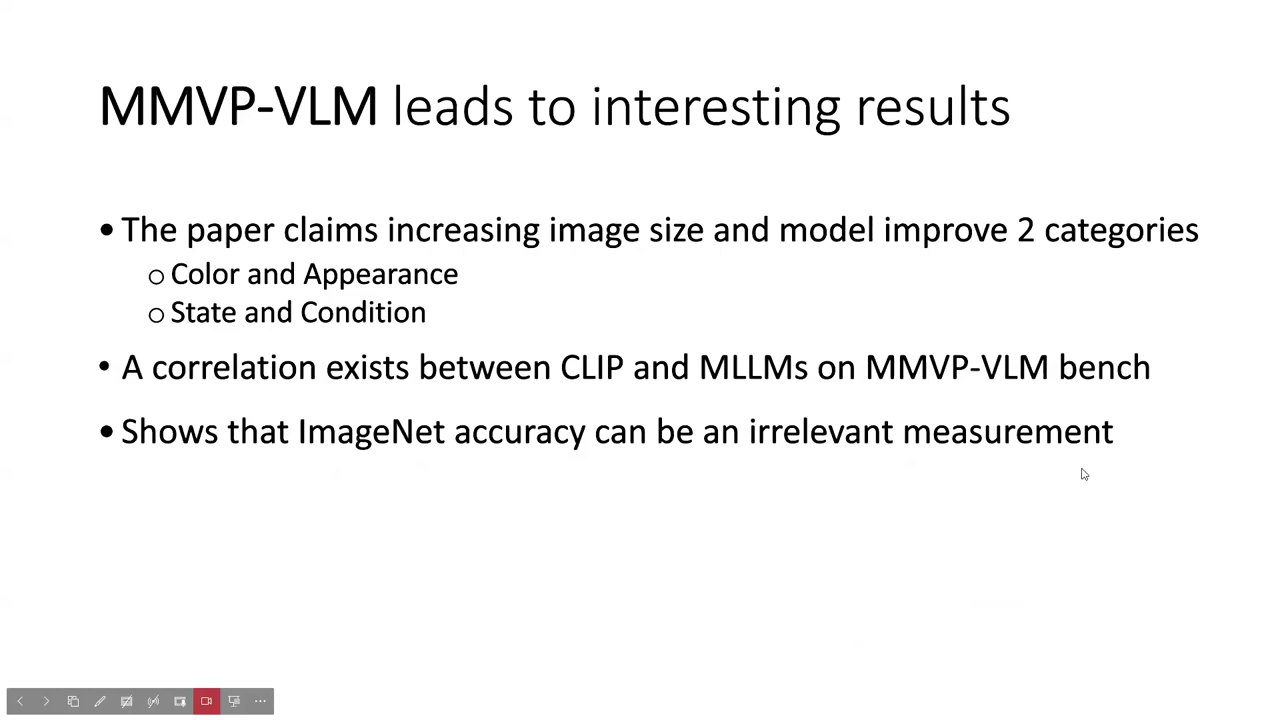 MMVP-VLM leads to interesting results
• The paper claims increasing image size and model improve 2 categories
o Color and Appearance
o State and Condition
• A correlation exists between CLIP and MLLMs on MMVP-VLM bench
• Shows that ImageNet accuracy can be an irrelevant measurement